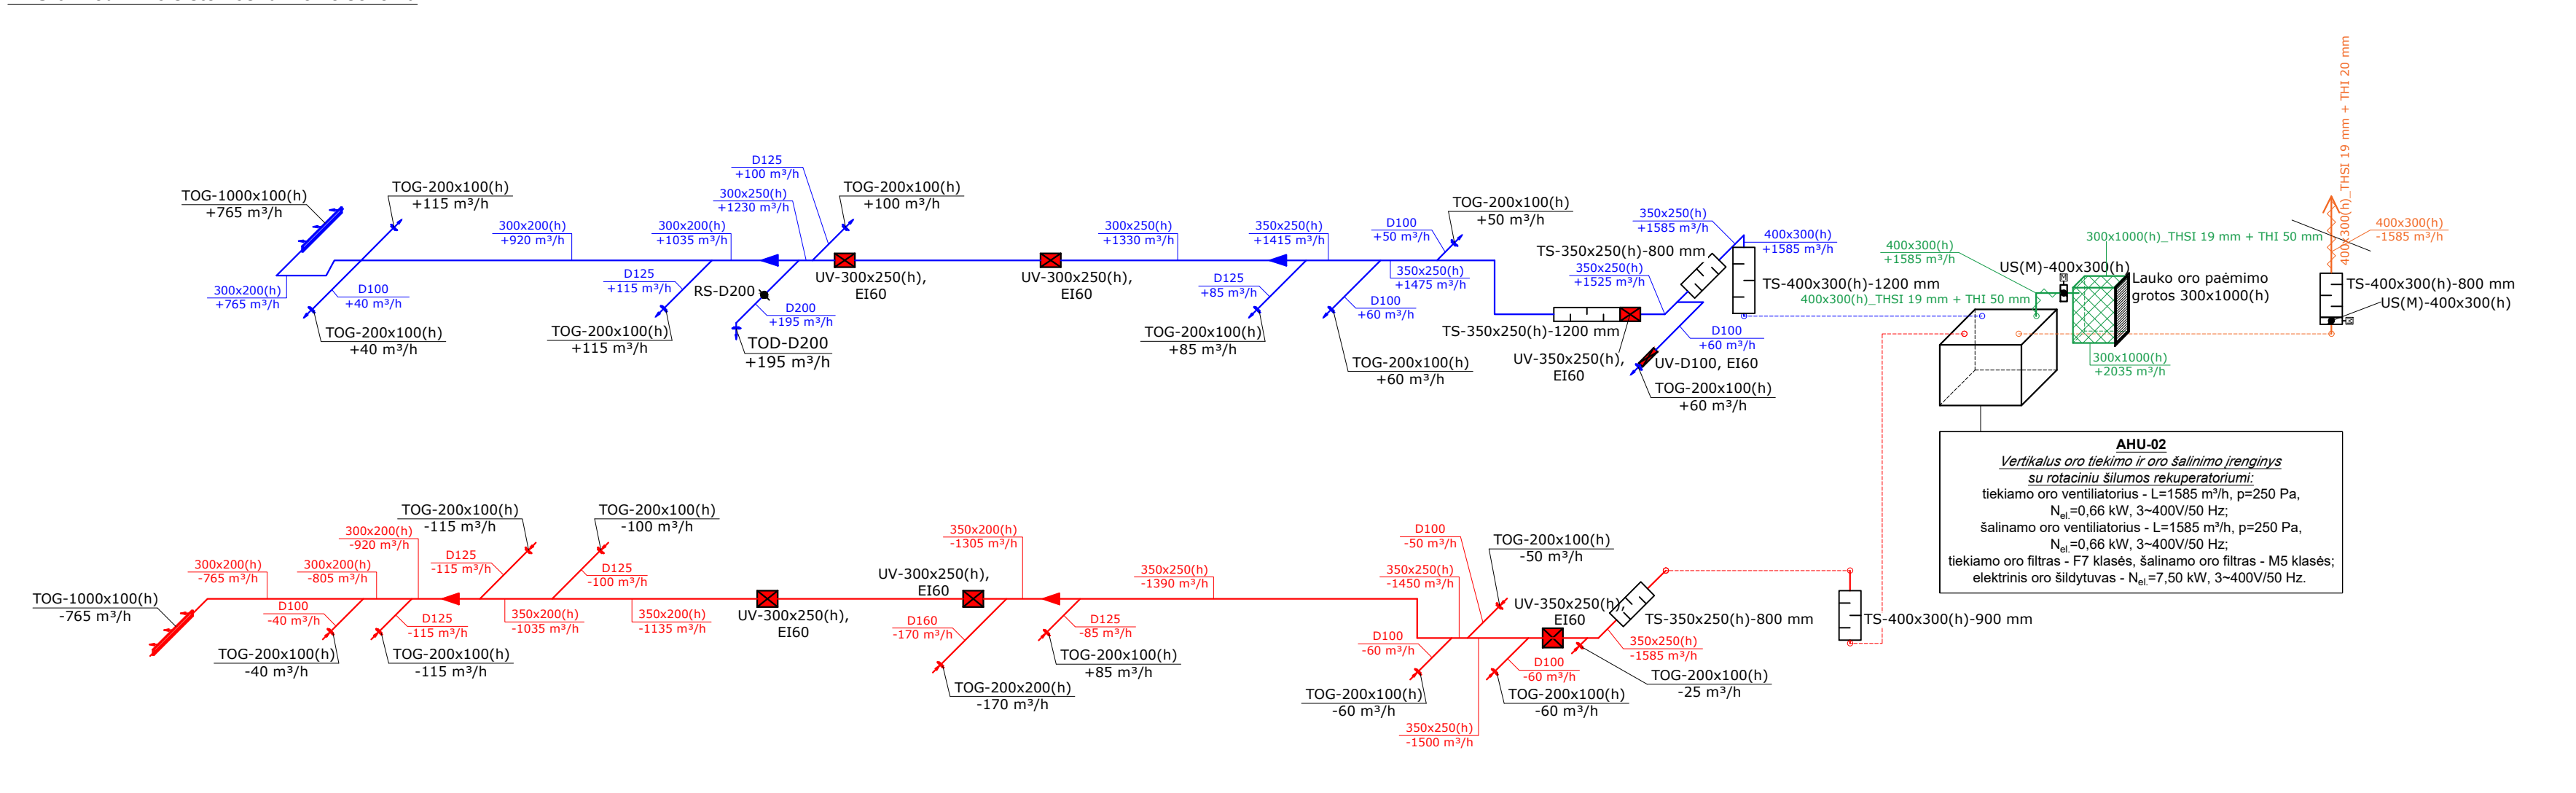 TOG-1000x100(h)
+765 m³/h
TOG-200x100(h)
+115 m³/h
300x200(h)
+765 m³/h
D100
+40 m³/h
TOG-200x100(h)
+40 m³/h
300x200(h)
+920 m³/h
300x200(h)
+1035 m³/h
D125
+115 m³/h
TOG-200x100(h)
+115 m³/h
D125
+100 m³/h
300x250(h)
+1230 m³/h
TOG-200x100(h)
+100 m³/h
RS-D200
D200
+195 m³/h
TOD-D200
+195 m³/h
UV-300x250(h),
EI60
UV-300x250(h),
EI60
300x250(h)
+1330 m³/h
350x250(h)
+1415 m³/h
D125
+85 m³/h
TOG-200x100(h)
+85 m³/h
D100
+50 m³/h
TOG-200x100(h)
+50 m³/h
350x250(h)
+1475 m³/h
D100
+60 m³/h
TOG-200x100(h)
+60 m³/h
TS-350x250(h)-1200 mm
350x250(h)
+1525 m³/h
UV-350x250(h),
EI60
TS-350x250(h)-800 mm
350x250(h)
+1585 m³/h
400x300(h)
+1585 m³/h
TS-400x300(h)-1200 mm
D100
+60 m³/h
UV-D100, EI60
TOG-200x100(h)
+60 m³/h
400x300(h)
+1585 m³/h
400x300(h)_THSI 19 mm + THI 50 mm
US(M)-400x300(h)
300x1000(h)_THSI 19 mm + THI 50 mm
Lauko oro paėmimo
grotos 300x1000(h)
300x1000(h)
+2035 m³/h
400x300(h)_THSI 19 mm + THI 20 mm
400x300(h)
-1585 m³/h
TS-400x300(h)-800 mm
US(M)-400x300(h)
AHU-02
Vertikalus oro tiekimo ir oro šalinimo įrenginys
su rotaciniu šilumos rekuperatoriumi:
tiekiamo oro ventiliatorius - L=1585 m³/h, p=250 Pa,
Nel.=0,66 kW, 3~400V/50 Hz;
šalinamo oro ventiliatorius - L=1585 m³/h, p=250 Pa,
Nel.=0,66 kW, 3~400V/50 Hz;
tiekiamo oro filtras - F7 klasės, šalinamo oro filtras - M5 klasės;
elektrinis oro šildytuvas - Nel.=7,50 kW, 3~400V/50 Hz.
TOG-1000x100(h)
-765 m³/h
300x200(h)
-765 m³/h
300x200(h)
-805 m³/h
300x200(h)
-920 m³/h
D100
-40 m³/h
TOG-200x100(h)
-40 m³/h
D125
-115 m³/h
TOG-200x100(h)
-115 m³/h
TOG-200x100(h)
-115 m³/h
D125
-115 m³/h
TOG-200x100(h)
-100 m³/h
D125
-100 m³/h
350x200(h)
-1035 m³/h
350x200(h)
-1135 m³/h
UV-300x250(h),
EI60
UV-300x250(h),
EI60
350x200(h)
-1305 m³/h
D160
-170 m³/h
TOG-200x200(h)
-170 m³/h
D125
-85 m³/h
TOG-200x100(h)
+85 m³/h
350x250(h)
-1390 m³/h
D100
-50 m³/h
350x250(h)
-1450 m³/h
TOG-200x100(h)
-50 m³/h
D100
-60 m³/h
TOG-200x100(h)
-60 m³/h
350x250(h)
-1500 m³/h
UV-350x250(h),
EI60
D100
-60 m³/h
TOG-200x100(h)
-60 m³/h
TS-350x250(h)-800 mm
350x250(h)
-1585 m³/h
TOG-200x100(h)
-25 m³/h
TS-400x300(h)-900 mm